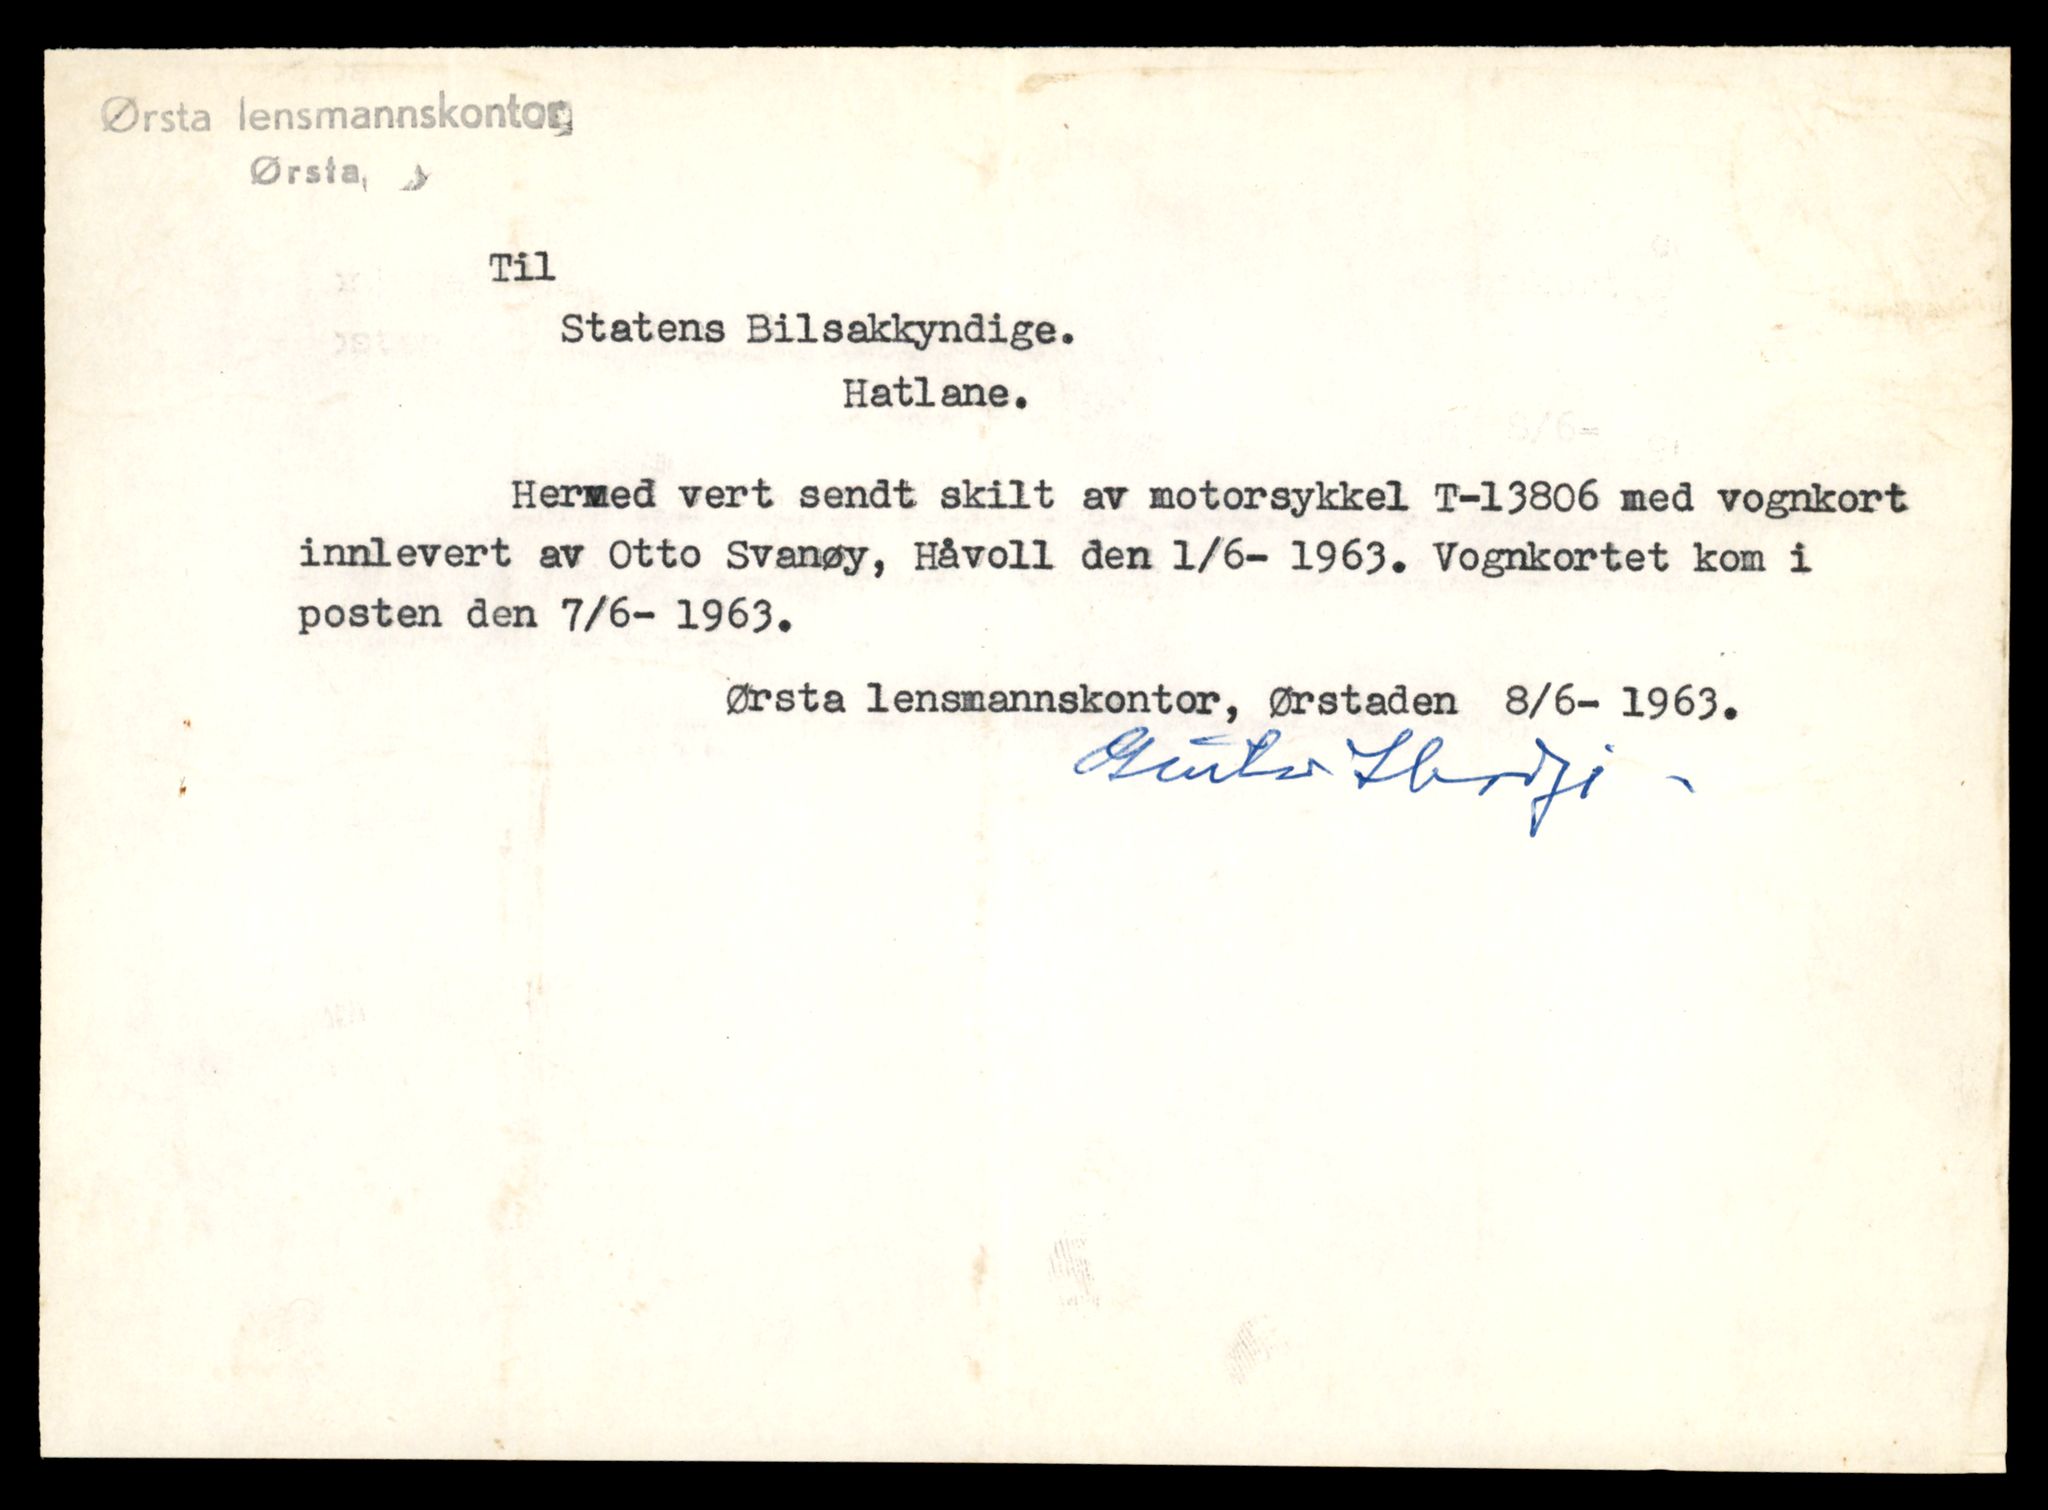 Ørsta lensmannskontor
Ørsta,
Til
Statens Bilsakkyndige.
Hatlane.
Hermed vert sendt skilt av motorsykkel T-13806 med vognkort
innlevert av Otto Svanøy, Håvoll den 1/6- 1963. Vognkortet kom i
posten den 7/6- 1963.
Ørsta lensmannskontor, Ørstaden 8/6- 1963.